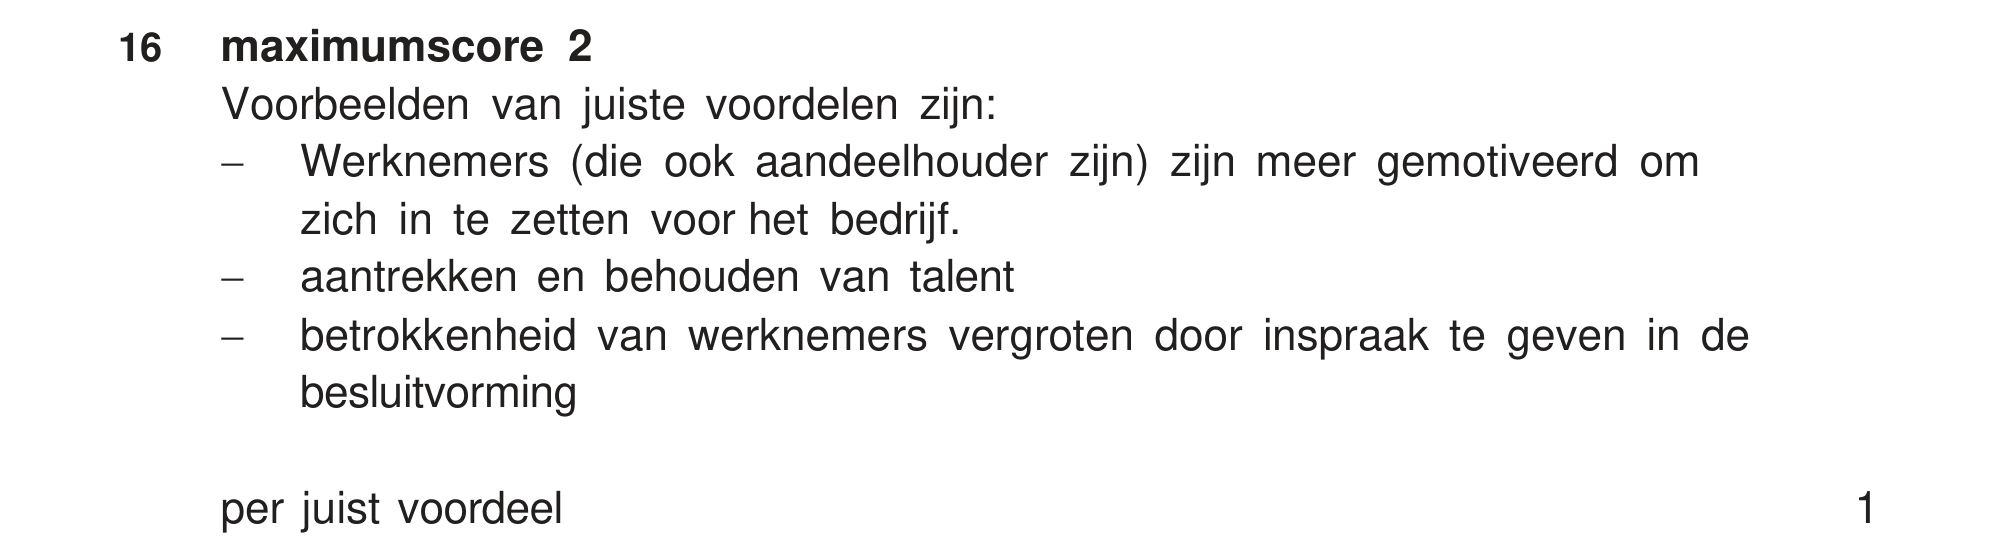 16 maximumscore 2
Voorbeelden van juiste voordelen zijn:
– Werknemers (die ook aandeelhouder zijn) zijn meer gemotiveerd om
zich in te zetten voor het bedrijf.
– aantrekken en behouden van talent
– betrokkenheid van werknemers vergroten door inspraak te geven in de
besluitvorming
per juist voordeel 1